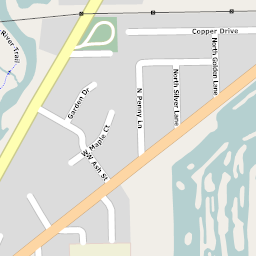 Copper Drive
River Trail
North Golden Lane
Garden Dr
North Silver Lane
N Penny Ln
Maple Ct
W Ash St